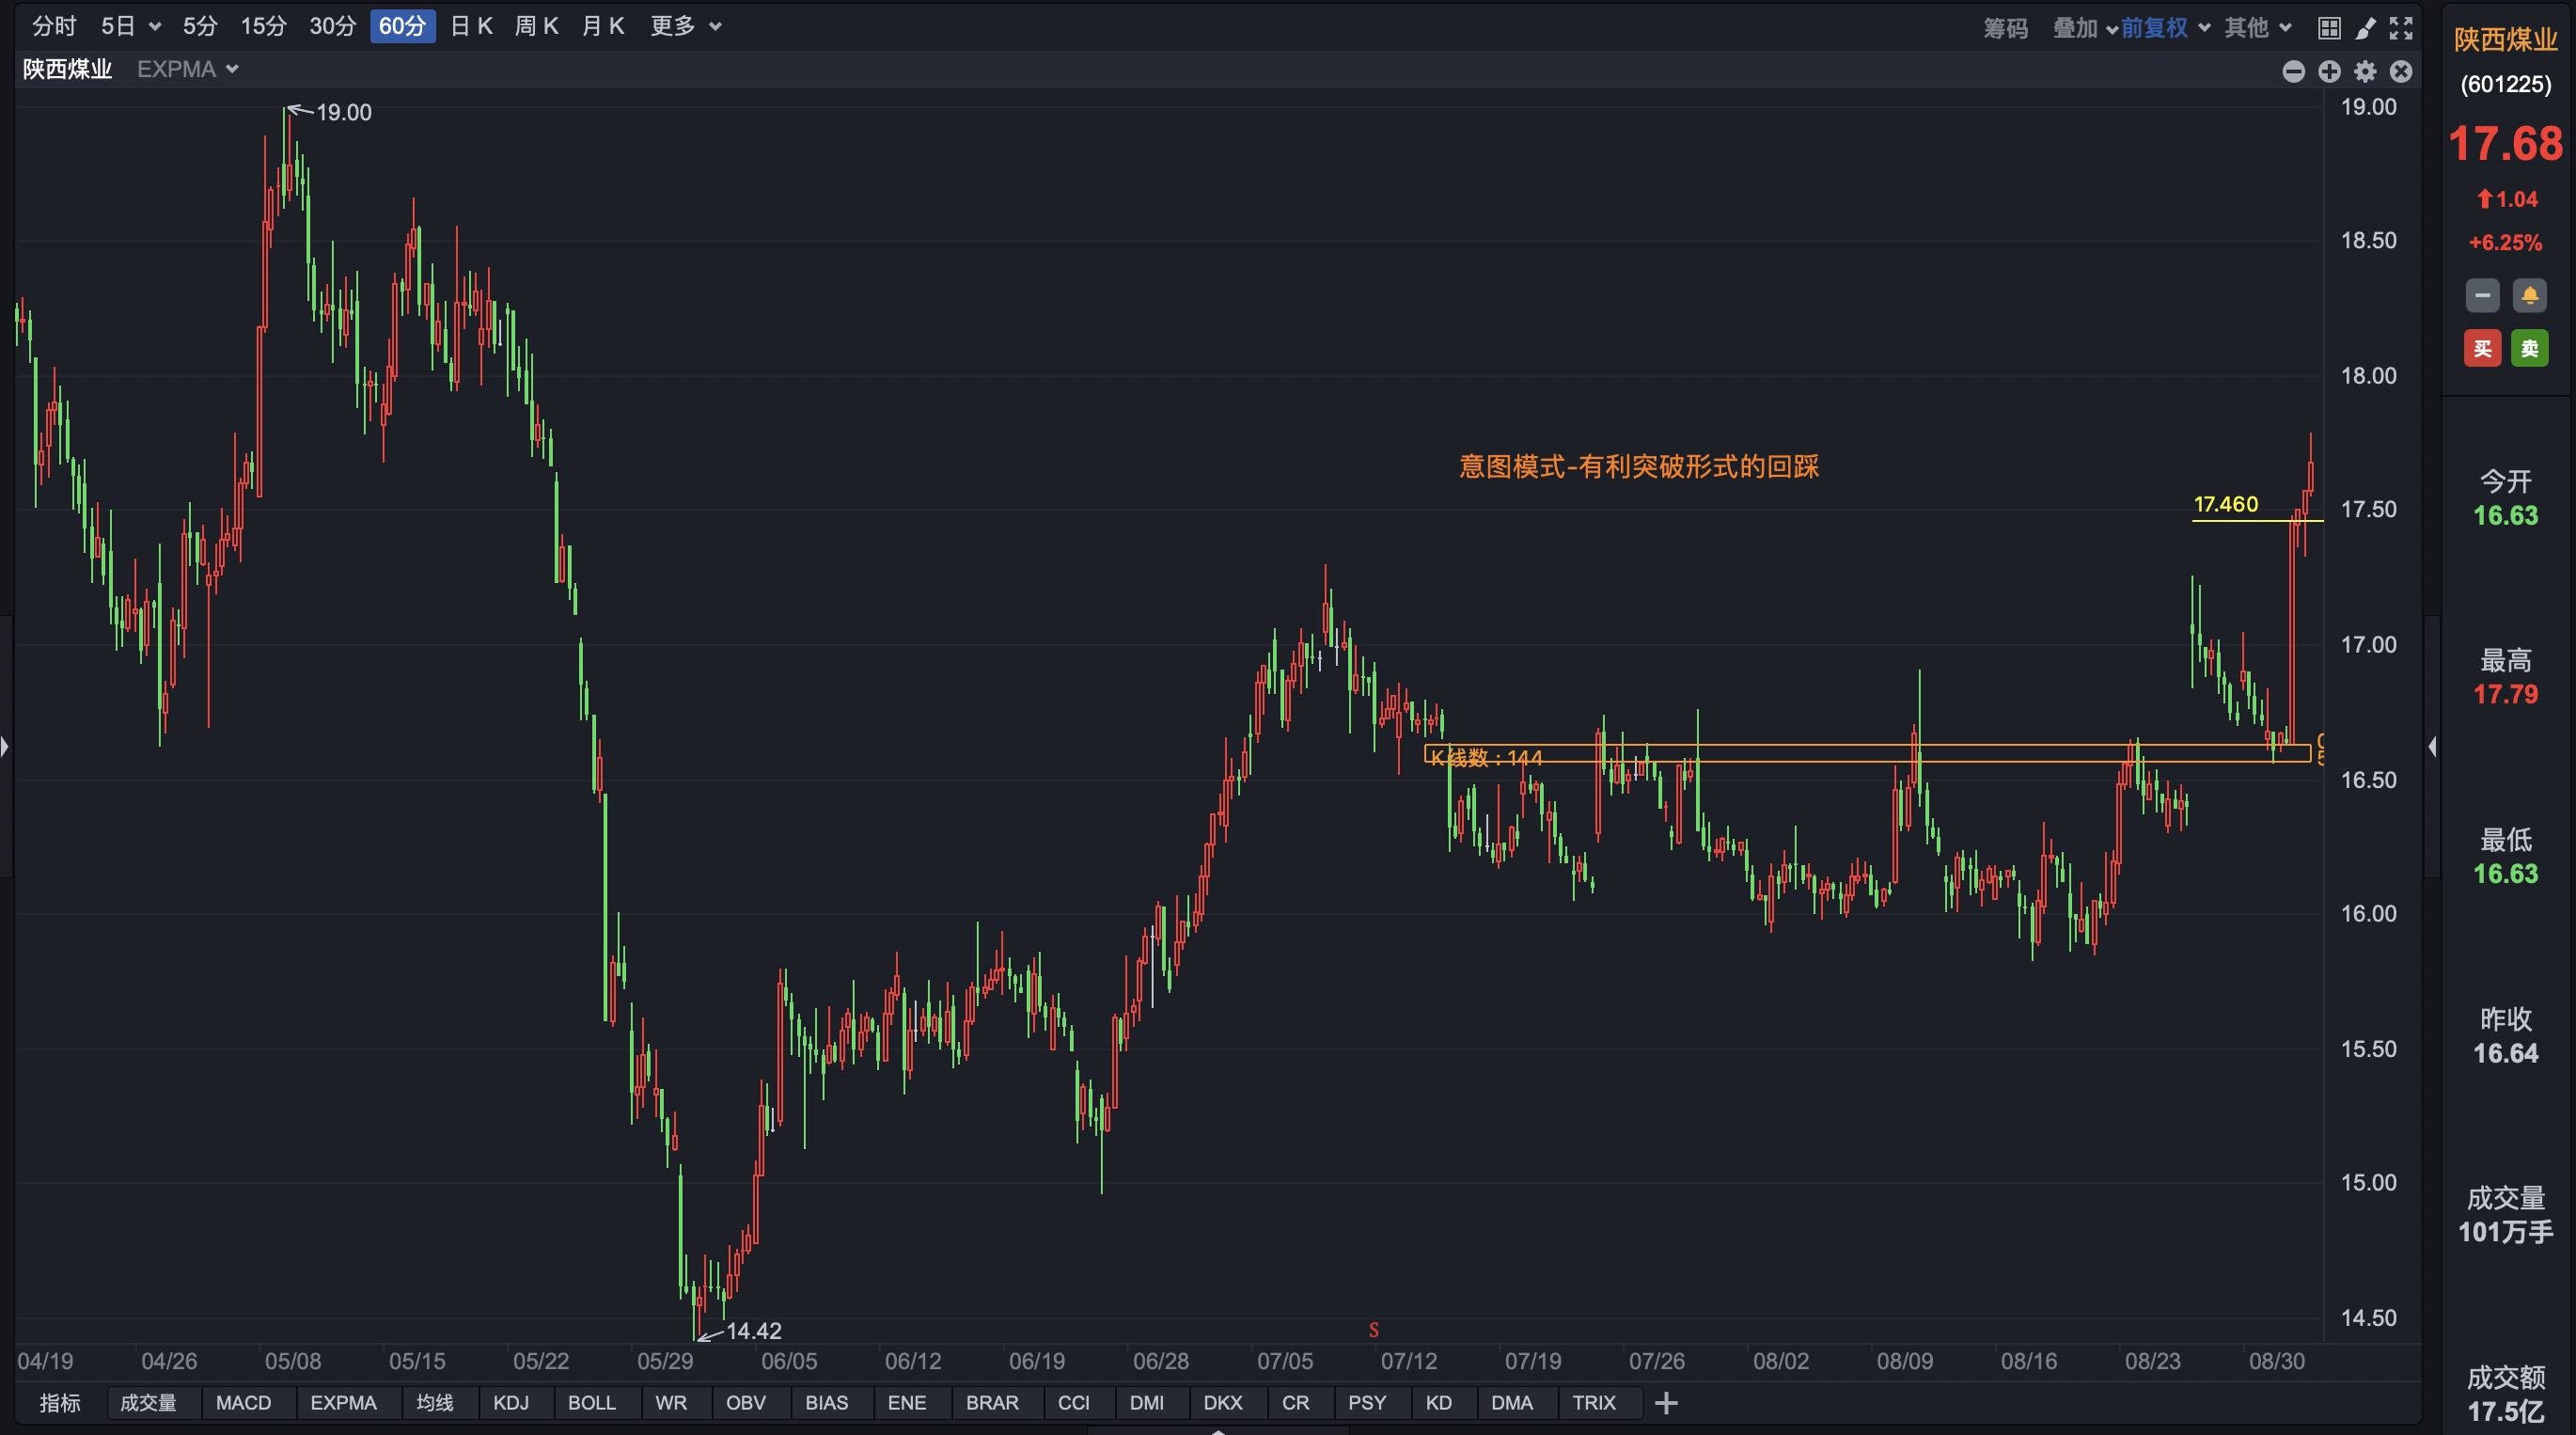 分时 5日 5分 15分 30分 60分 日K 周K 月K 更多 筹码 叠加 前复权 其他
陕西煤业 EXPMA
19.00
19.00
18.50
18.00
意图模式-有利突破形式的回踩
17.460
17.50
17.00
K线数：144
16.50
16.00
15.50
15.00
14.50
14.42
S
04/19 04/26 05/08 05/15 05/22 05/29 06/05 06/12 06/19 06/28 07/05 07/12 07/19 07/26 08/02 08/09 08/16 08/23 08/30
指标 成交量 MACD EXPMA 均线 KDJ BOLL WR OBV BIAS ENE BRAR CCI DMI DKX CR PSY KD DMA TRIX
陕西煤业
(601225)
17.68
1.04
+6.25%
买 卖
今开
16.63
最高
17.79
最低
16.63
昨收
16.64
成交量
101万手
成交额
17.5亿